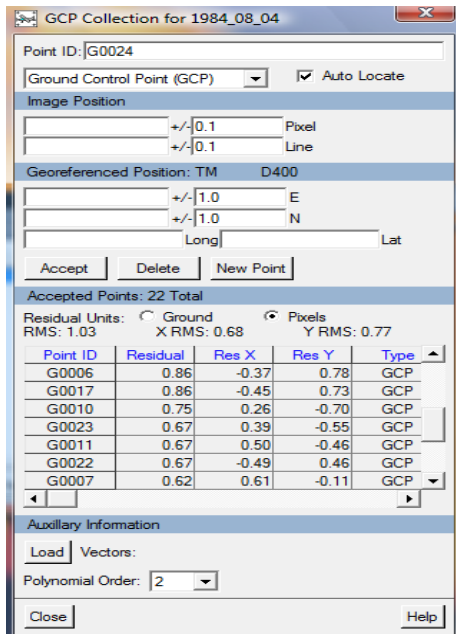 GCP Collection for 1984_08_04
Point ID: G0024
Ground Control Point (GCP) Auto Locate
Image Position
+/- 0.1 Pixel
+/- 0.1 Line
Georeferenced Position: TM D400
+/- 1.0 E
+/- 1.0 N
Long Lat
Accept Delete New Point
Accepted Points: 22 Total
Residual Units: Ground Pixels
RMS: 1.03 X RMS: 0.68 Y RMS: 0.77
Point ID Residual Res X Res Y Type
G0006 0.86 -0.37 0.78 GCP
G0017 0.86 -0.45 0.73 GCP
G0010 0.75 0.26 -0.70 GCP
G0023 0.67 0.39 -0.55 GCP
G0011 0.67 0.50 -0.46 GCP
G0022 0.67 -0.49 0.46 GCP
G0007 0.62 0.61 -0.11 GCP
Auxillary Information
Load Vectors:
Polynomial Order: 2
Close Help